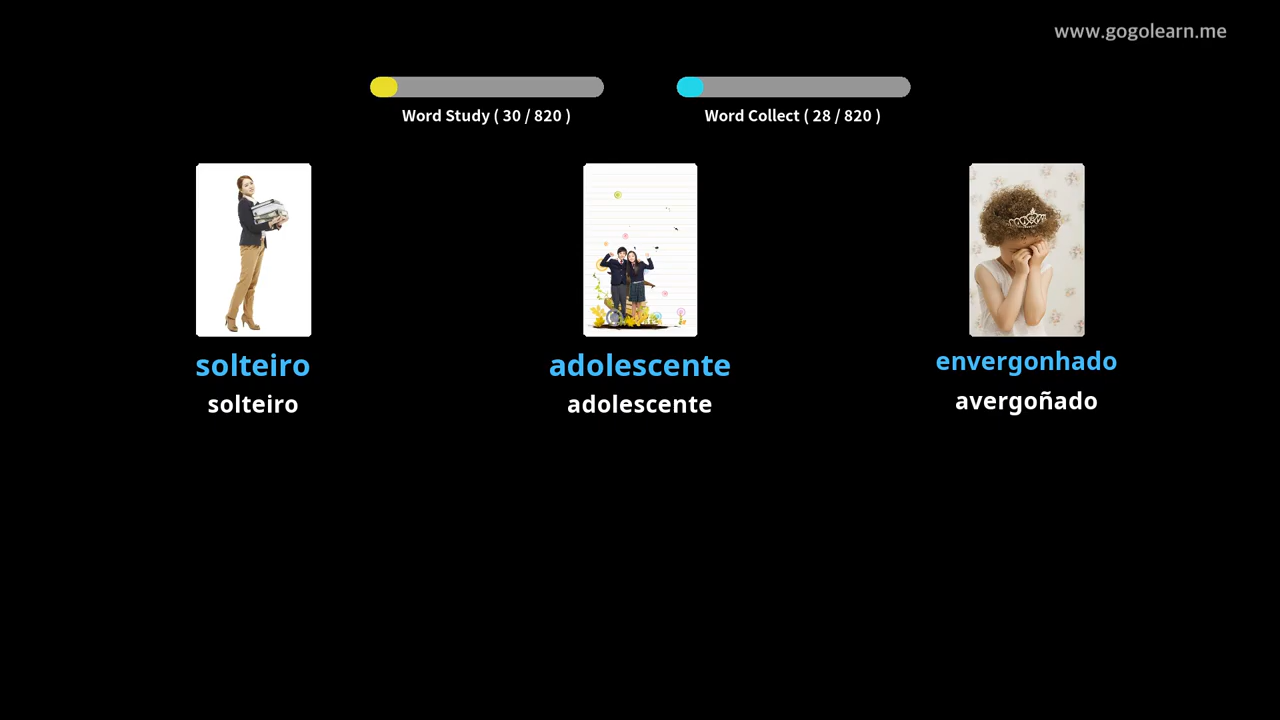 www.gogolearn.me
Word Study ( 30 / 820 )
Word Collect ( 28 / 820 )
solteiro
solteiro
adolescente
adolescente
envergonhado
avergoñado